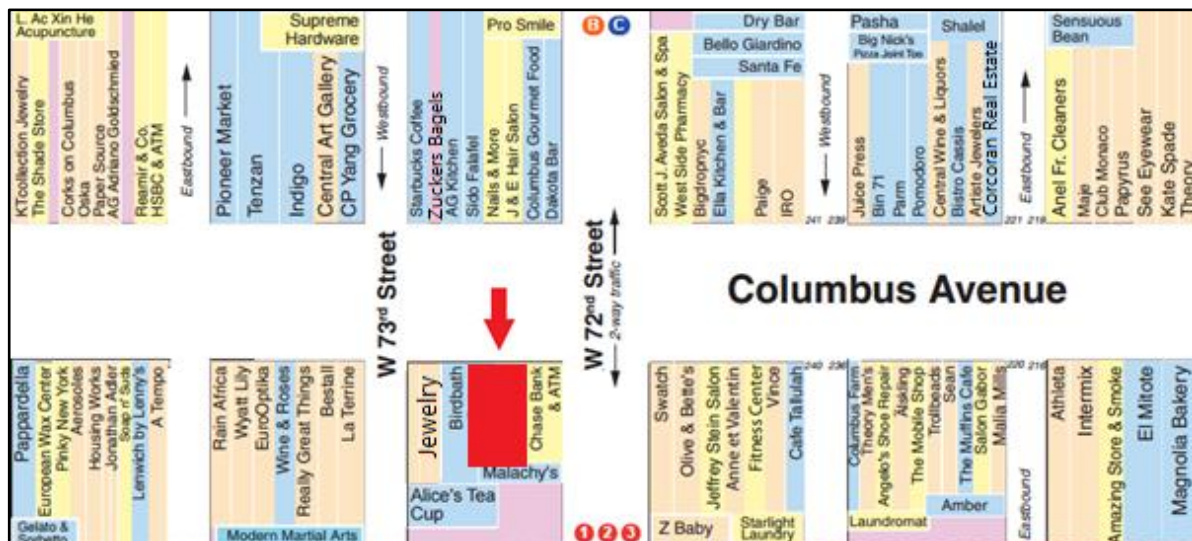 L. Ac Xin He
Acupuncture
KTcollection Jewelry
The Shade Store
Corks on Columbus
Oska
Paper Source
AG Adriano Goldschmied
Reamir & Co.
HSBC & ATM
Eastbound
Supreme
Hardware
Pioneer Market
Tenzan
Indigo
Central Art Gallery
CP Yang Grocery
Westbound
Pro Smile
Starbucks Coffee
Zuckers Bagels
AG Kitchen
Sido Falafel
Nails & More
J & E Hair Salon
Columbus Gourmet Food
Dakota Bar
B C
Dry Bar
Bello Giardino
Santa Fe
Scott J. Aveda Salon & Spa
West Side Pharmacy
Bigdropnyc
Ella Kitchen & Bar
Paige
IRO
241 239
Westbound
Pasha
Big Nick's
Pizza Joint Too
Shalel
Juice Press
Bin 71
Parm
Pomodoro
Central Wine & Liquors
Bistro Cassis
Artiste Jewelers
Corcoran Real Estate
221 219
Eastbound
Sensuous
Bean
Anel Fr. Cleaners
Maje
Club Monaco
Papyrus
See Eyewear
Kate Spade
Theory
W 73rd Street
W 72nd Street
2-way traffic
Columbus Avenue
Pappardella
European Wax Center
Pinky New York
Aerosoles
Housing Works
Jonathan Adler
Soap n' Suds
Lenwich by Lenny's
A Tempo
Gelato &
Sorbetto
Rain Africa
Wyatt Lily
EurOptika
Wine & Roses
Really Great Things
Bestall
La Terrine
Modern Martial Arts
Jewelry
Birdbath
Chase Bank
& ATM
Malachy's
Alice's Tea
Cup
1 2 3
Swatch
Olive & Bette's
Jeffrey Stein Salon
Anne et Valentin
Fitness Center
Vince
Cafe Tallulah
Z Baby
Starlight
Laundry
240 236
Columbus Farm
Theory Men's
Angelo's Shoe Repair
Aisling
The Mobile Shop
Trollbeads
Sean
The Muffins Cafe
Salon Gabor
Malia Mills
Laundromat
Amber
220 216
Eastbound
Athleta
Intermix
Amazing Store & Smoke
El Mitote
Magnolia Bakery